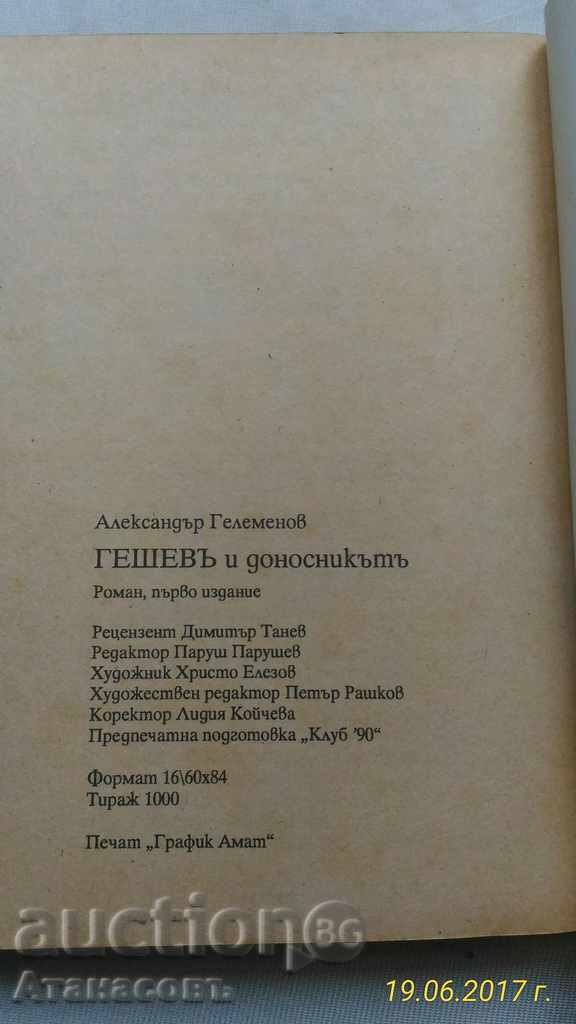 Александър Гелеменов
ГЕШЕВЪ и доносникътъ
Роман, първо издание
Рецензент Димитър Танев
Редактор Паруш Парушев
Художник Христо Елезов
Художествен редактор Петър Рашков
Коректор Лидия Койчева
Предпечатна подготовка „Клуб '90“
Формат 16\60х84
Тираж 1000
Печат „График Амат“
auction BG
Атанасовъ
19.06.2017 г.